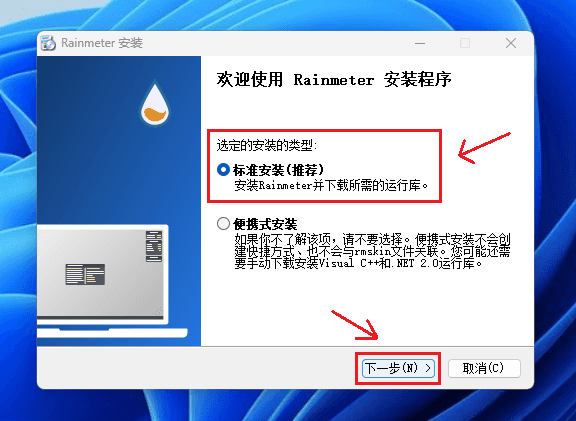 Rainmeter 安装
欢迎使用 Rainmeter 安装程序
选定的安装的类型:
标准安装(推荐)
安装Rainmeter并下载所需的运行库。
便携式安装
如果你不了解该项,请不要选择。便携式安装不会创
建快捷方式、也不会与rmskin文件关联。您可能还需
要手动下载安装Visual C++和.NET 2.0运行库。
下一步(N) >
取消(C)